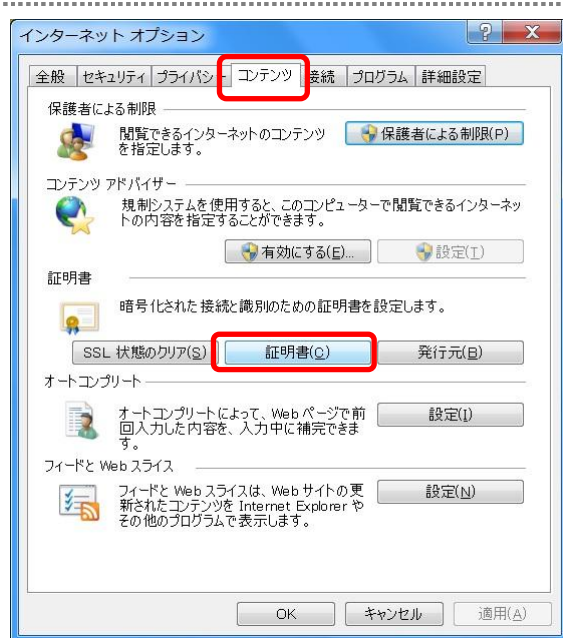 インターネット オプション
全般 セキュリティ プライバシー コンテンツ 接続 プログラム 詳細設定
保護者による制限
閲覧できるインターネットのコンテンツ
を指定します。
保護者による制限(P)
コンテンツ アドバイザー
規制システムを使用すると、このコンピューターで閲覧できるインターネッ
トの内容を指定することができます。
有効にする(E)... 設定(T)
証明書
暗号化された接続と識別のための証明書を設定します。
SSL 状態のクリア(S) 証明書(C) 発行元(B)
オートコンプリート
オートコンプリートによって、Web ページで前
回入力した内容を、入力中に補完できま
す。
設定(I)
フィードと Web スライス
フィードと Web スライスは、Web サイトの更
新されたコンテンツを Internet Explorer や
その他のプログラムで表示します。
設定(N)
OK キャンセル 適用(A)